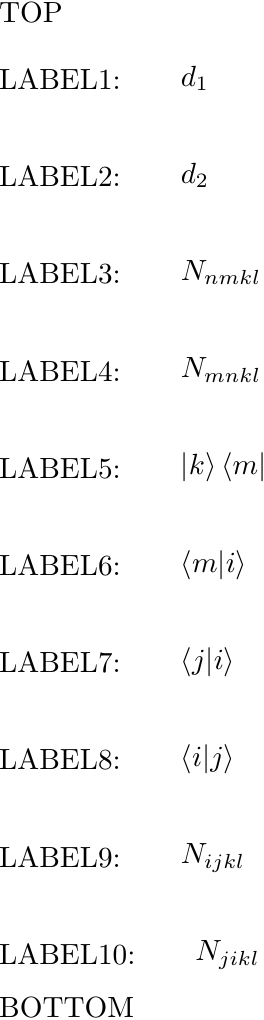 TOP
LABEL1: $d_1$
LABEL2: $d_2$
LABEL3: $N_{nmkl}$
LABEL4: $N_{mnkl}$
LABEL5: $|k\rangle \langle m|$
LABEL6: $\langle m|i\rangle$
LABEL7: $\langle j|i\rangle$
LABEL8: $\langle i|j\rangle$
LABEL9: $N_{ijkl}$
LABEL10: $N_{jikl}$
BOTTOM